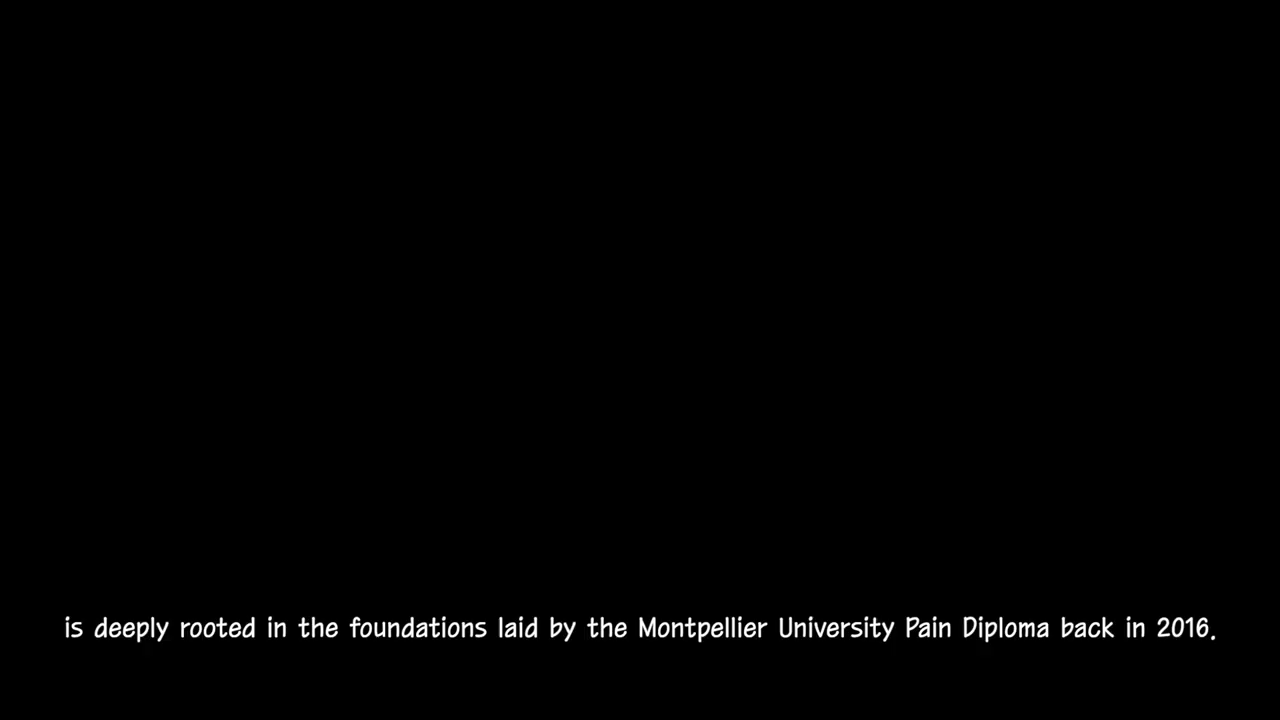 is deeply rooted in the foundations laid by the Montpellier University Pain Diploma back in 2016.